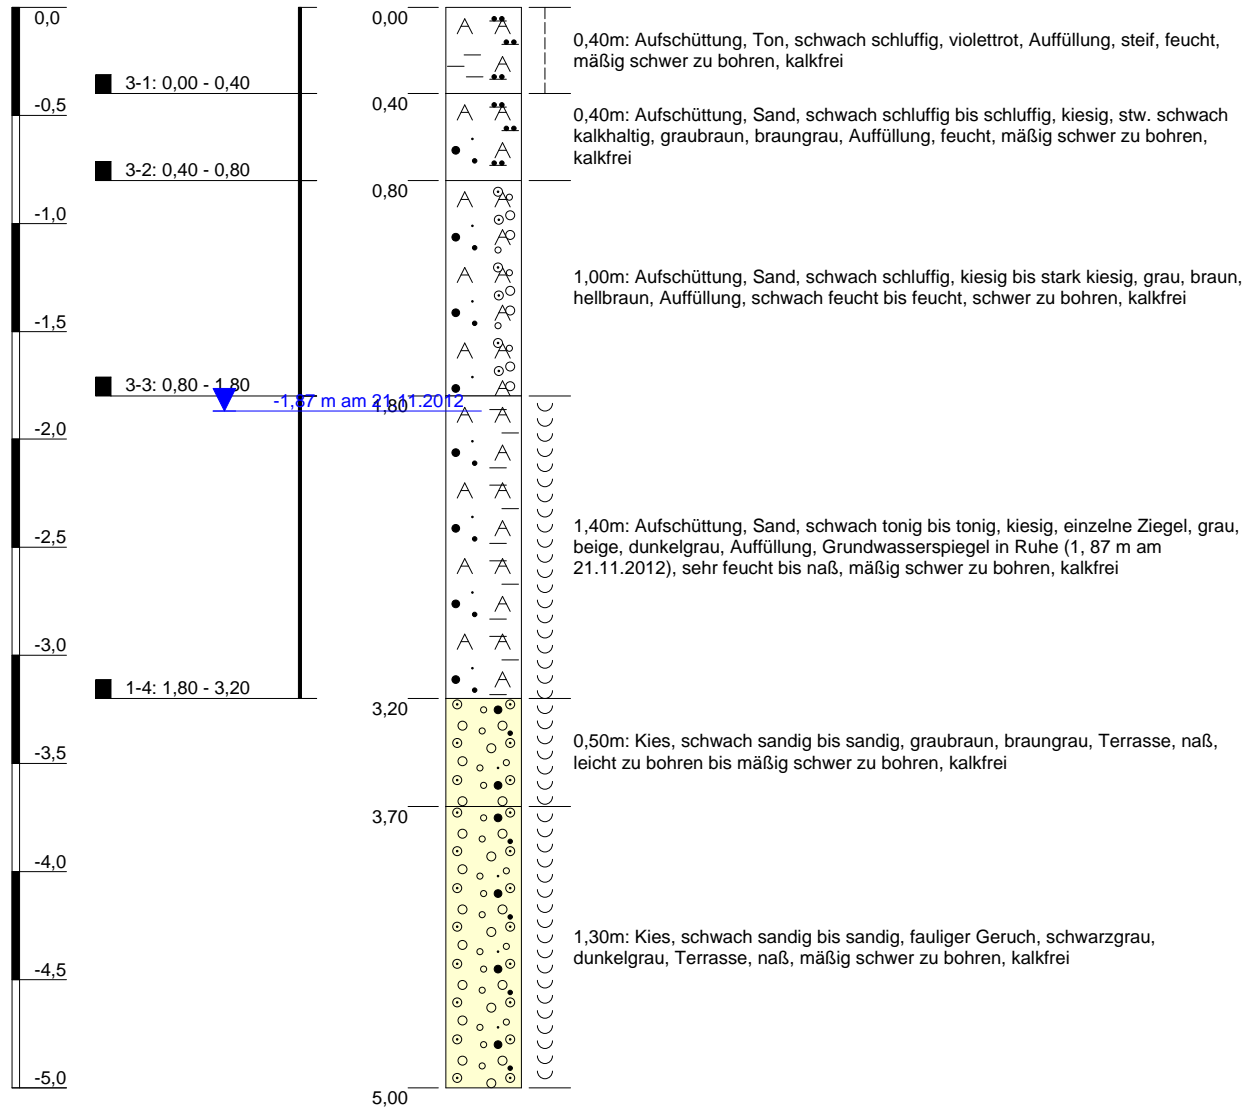 0,0
0,00
0,40m: Aufschüttung, Ton, schwach schluffig, violettrot, Auffüllung, steif, feucht,
mäßig schwer zu bohren, kalkfrei
3-1: 0,00 - 0,40
-0,5
0,40
0,40m: Aufschüttung, Sand, schwach schluffig bis schluffig, kiesig, stw. schwach
kalkhaltig, graubraun, braungrau, Auffüllung, feucht, mäßig schwer zu bohren,
kalkfrei
3-2: 0,40 - 0,80
0,80
-1,0
1,00m: Aufschüttung, Sand, schwach schluffig, kiesig bis stark kiesig, grau, braun,
hellbraun, Auffüllung, schwach feucht bis feucht, schwer zu bohren, kalkfrei
-1,5
3-3: 0,80 - 1,80
-1,87 m am 21.11.2012
1,80
-2,0
1,40m: Aufschüttung, Sand, schwach tonig bis tonig, kiesig, einzelne Ziegel, grau,
beige, dunkelgrau, Auffüllung, Grundwasserspiegel in Ruhe (1, 87 m am
21.11.2012), sehr feucht bis naß, mäßig schwer zu bohren, kalkfrei
-2,5
-3,0
1-4: 1,80 - 3,20
3,20
0,50m: Kies, schwach sandig bis sandig, graubraun, braungrau, Terrasse, naß,
leicht zu bohren bis mäßig schwer zu bohren, kalkfrei
-3,5
3,70
-4,0
1,30m: Kies, schwach sandig bis sandig, fauliger Geruch, schwarzgrau,
dunkelgrau, Terrasse, naß, mäßig schwer zu bohren, kalkfrei
-4,5
-5,0
5,00